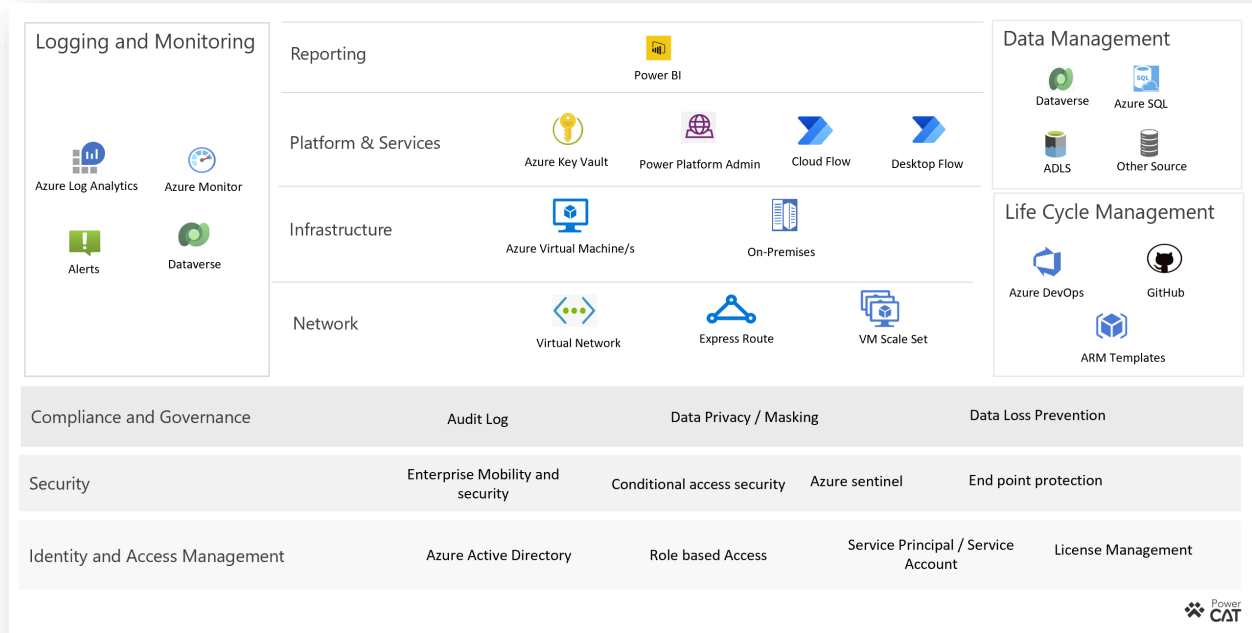 Logging and Monitoring
Azure Log Analytics
Azure Monitor
Alerts
Dataverse
Reporting
Power BI
Platform & Services
Azure Key Vault
Power Platform Admin
Cloud Flow
Desktop Flow
Infrastructure
Azure Virtual Machine/s
On-Premises
Network
Virtual Network
Express Route
VM Scale Set
Data Management
Dataverse
SQL
Azure SQL
ADLS
Other Source
Life Cycle Management
Azure DevOps
GitHub
ARM Templates
Compliance and Governance
Audit Log
Data Privacy / Masking
Data Loss Prevention
Security
Enterprise Mobility and
security
Conditional access security
Azure sentinel
End point protection
Identity and Access Management
Azure Active Directory
Role based Access
Service Principal / Service
Account
License Management
Power
CAT